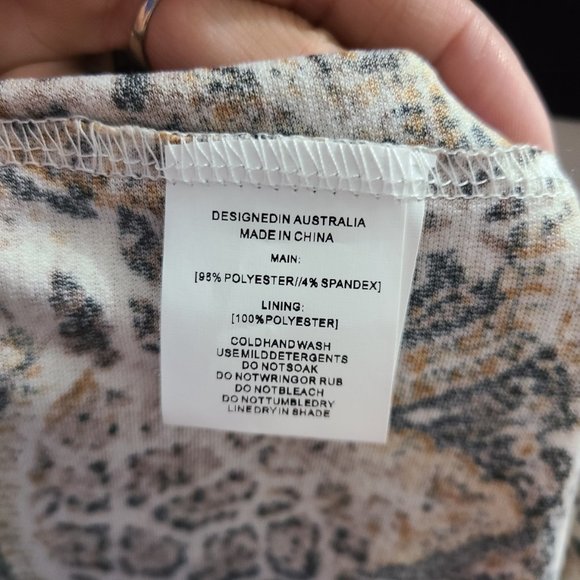 DESIGNEDIN AUSTRALIA
MADE IN CHINA
MAIN:
[96% POLYESTER//4% SPANDEX]
LINING:
[100%POLYESTER]
COLDHANDWASH
USEMILDDETERGENTS
DO NOTSOAK
DO NOTWRINGOR RUB
DO NOTBLEACH
DO NOTTUMBLEDRY
LINEDRYIN SHADE